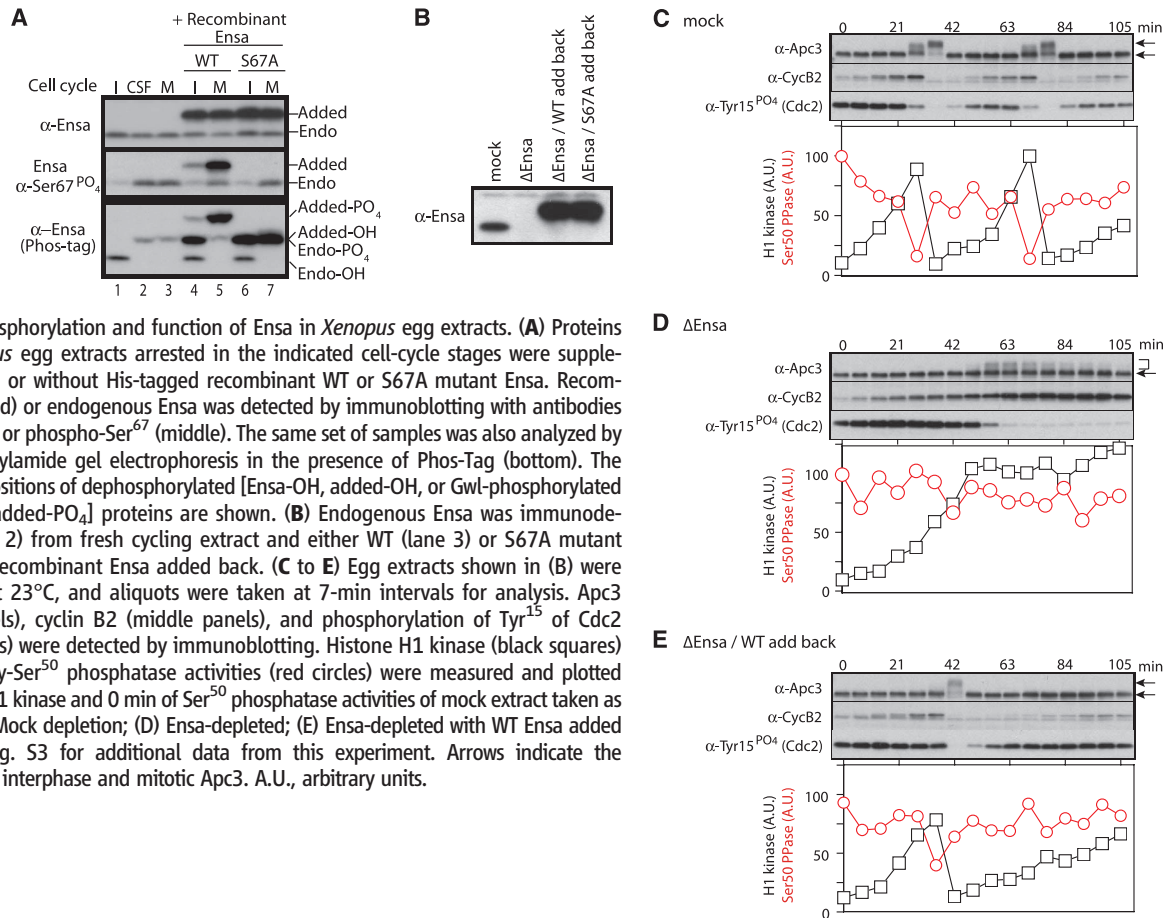 A
+ Recombinant
Ensa
WT S67A
Cell cycle I CSF M I M I M
α-Ensa
Added
Endo
Ensa
α-Ser67PO4
Added
Endo
α–Ensa
(Phos-tag)
Added-PO4
Added-OH
Endo-PO4
Endo-OH
1 2 3 4 5 6 7
B
mock
ΔEnsa
ΔEnsa / WT add back
ΔEnsa / S67A add back
α-Ensa
sphorylation and function of Ensa in Xenopus egg extracts. (A) Proteins
us egg extracts arrested in the indicated cell-cycle stages were supple-
or without His-tagged recombinant WT or S67A mutant Ensa. Recom-
d) or endogenous Ensa was detected by immunoblotting with antibodies
or phospho-Ser67 (middle). The same set of samples was also analyzed by
ylamide gel electrophoresis in the presence of Phos-Tag (bottom). The
ositions of dephosphorylated [Ensa-OH, added-OH, or Gwl-phosphorylated
added-PO4] proteins are shown. (B) Endogenous Ensa was immunode-
2) from fresh cycling extract and either WT (lane 3) or S67A mutant
recombinant Ensa added back. (C to E) Egg extracts shown in (B) were
t 23°C, and aliquots were taken at 7-min intervals for analysis. Apc3
els), cyclin B2 (middle panels), and phosphorylation of Tyr15 of Cdc2
s) were detected by immunoblotting. Histone H1 kinase (black squares)
y-Ser50 phosphatase activities (red circles) were measured and plotted
1 kinase and 0 min of Ser50 phosphatase activities of mock extract taken as
Mock depletion; (D) Ensa-depleted; (E) Ensa-depleted with WT Ensa added
g. S3 for additional data from this experiment. Arrows indicate the
interphase and mitotic Apc3. A.U., arbitrary units.
C mock
0 21 42 63 84 105 min
α-Apc3
α-CycB2
α-Tyr15PO4 (Cdc2)
H1 kinase (A.U.)
Ser50 PPase (A.U.)
100
50
0
D ΔEnsa
0 21 42 63 84 105 min
α-Apc3
α-CycB2
α-Tyr15PO4 (Cdc2)
H1 kinase (A.U.)
Ser50 PPase (A.U.)
100
50
0
E ΔEnsa / WT add back
0 21 42 63 84 105 min
α-Apc3
α-CycB2
α-Tyr15PO4 (Cdc2)
H1 kinase (A.U.)
Ser50 PPase (A.U.)
100
50
0